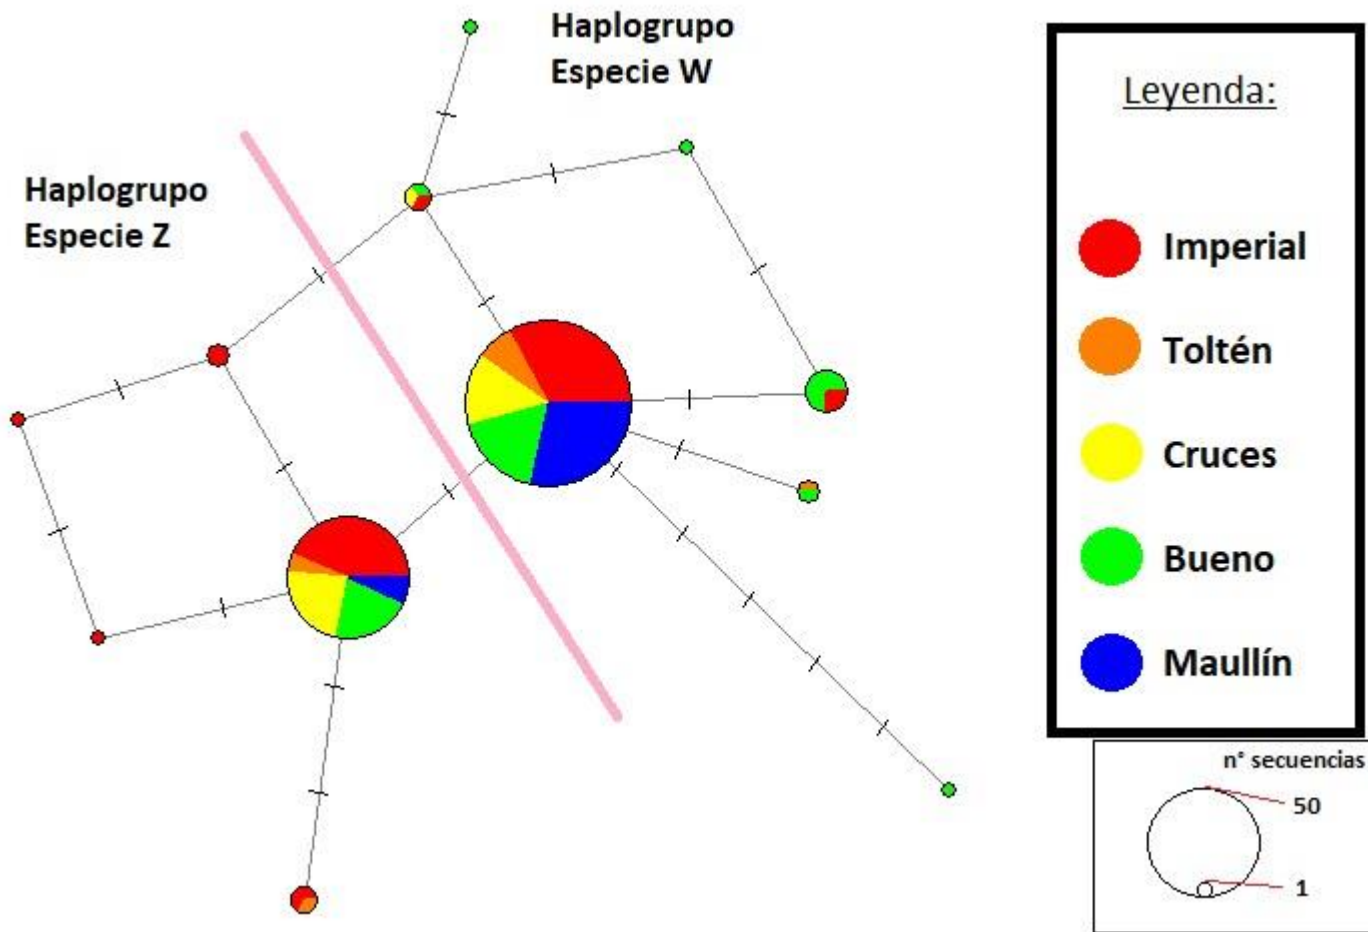 Haplogrupo
Especie W
Haplogrupo
Especie Z
Leyenda:
Imperial
Toltén
Cruces
Bueno
Maullín
n° secuencias
50
1